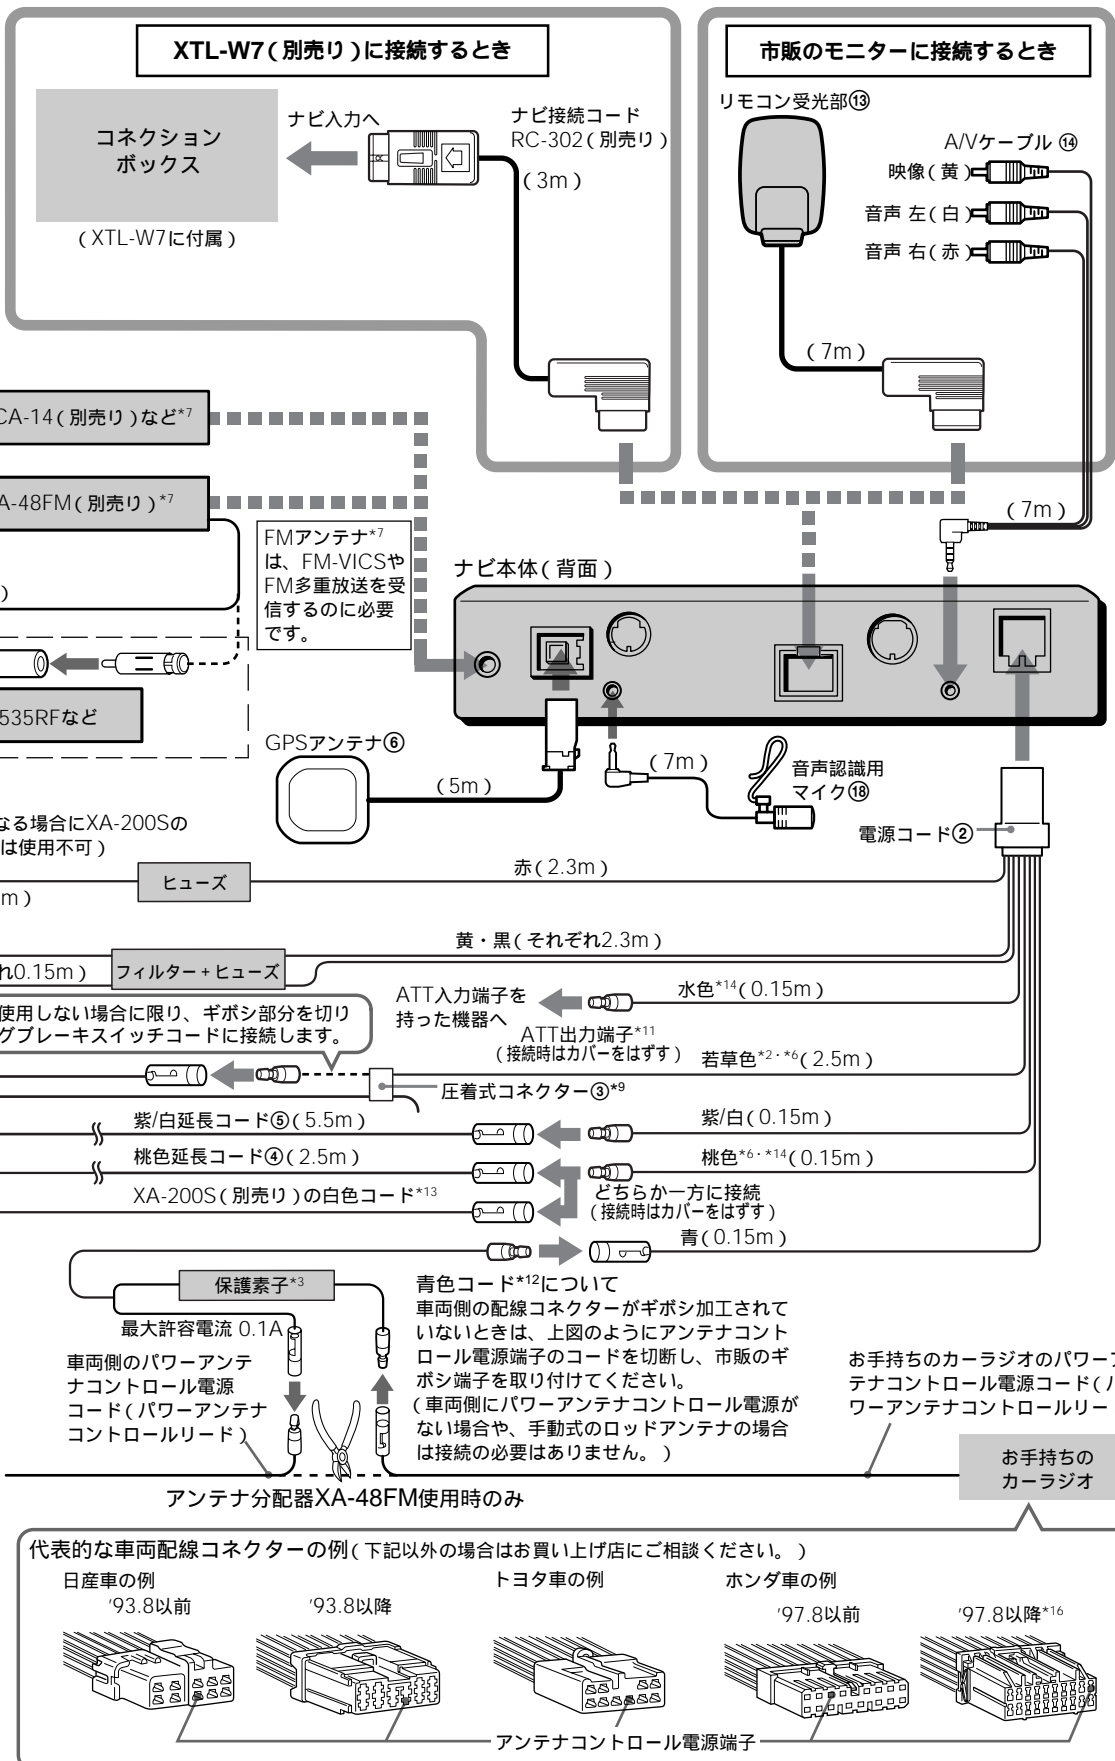 XTL-W7(別売り)に接続するとき
コネクション
ボックス
(XTL-W7に付属)
ナビ入力へ
ナビ接続コード
RC-302(別売り)
(3m)
市販のモニターに接続するとき
リモコン受光部⑬
A/Vケーブル ⑭
映像(黄)
音声 左(白)
音声 右(赤)
(7m)
CA-14(別売り)など*7
A-48FM(別売り)*7
)
FMアンテナ*7
は、FM-VICSや
FM多重放送を受
信するのに必要
です。
(7m)
ナビ本体(背面)
535RFなど
GPSアンテナ⑥
(5m)
(7m)
音声認識用
マイク⑱
電源コード②
なる場合にXA-200Sの
は使用不可)
m)
ヒューズ
赤(2.3m)
れ0.15m)
フィルター+ヒューズ
黄・黒(それぞれ2.3m)
使用しない場合に限り、ギボシ部分を切り
グブレーキスイッチコードに接続します。
ATT入力端子を
持った機器へ
水色*14(0.15m)
ATT出力端子*11
(接続時はカバーをはずす)
若草色*2・*6(2.5m)
圧着式コネクター③*9
紫/白延長コード⑤(5.5m)
紫/白(0.15m)
桃色延長コード④(2.5m)
桃色*6・*14(0.15m)
XA-200S(別売り)の白色コード*13
どちらか一方に接続
(接続時はカバーをはずす)
青(0.15m)
保護素子*3
最大許容電流 0.1A
車両側のパワーアンテ
ナコントロール電源
コード(パワーアンテナ
コントロールリード)
青色コード*12について
車両側の配線コネクターがギボシ加工されて
いないときは、上図のようにアンテナコント
ロール電源端子のコードを切断し、市販のギ
ボシ端子を取り付けてください。
(車両側にパワーアンテナコントロール電源が
ない場合や、手動式のロッドアンテナの場合
は接続の必要はありません。)
お手持ちのカーラジオのパワーア
テナコントロール電源コード(パ
ワーアンテナコントロールリー
お手持ちの
カーラジオ
アンテナ分配器XA-48FM使用時のみ
代表的な車両配線コネクターの例(下記以外の場合はお買い上げ店にご相談ください。)
日産車の例
'93.8以前
'93.8以降
トヨタ車の例
ホンダ車の例
'97.8以前
'97.8以降*16
アンテナコントロール電源端子